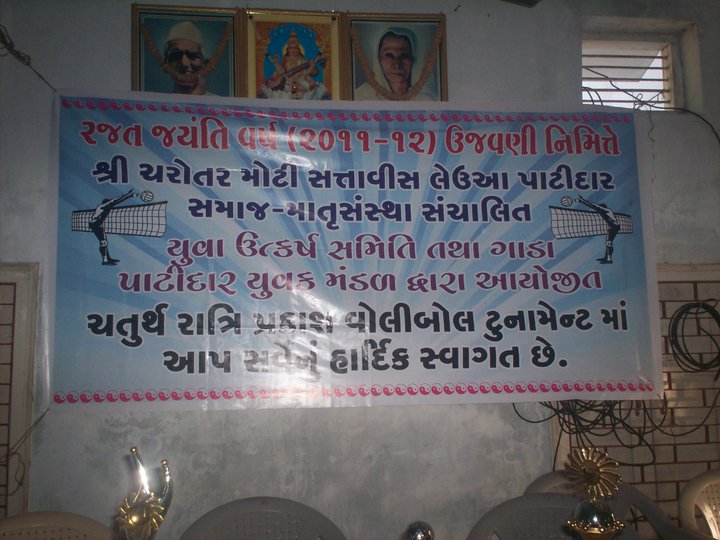 રજત જયંતિ વર્ષ (૨૦૧૧-૧૨) ઉજવણી નિમિત્તે
શ્રી ચરોતર મોટી સત્તાવીસ લેઉઆ પાટીદાર
સમાજ-માતૃસંસ્થા સંચાલિત
યુવા ઉત્કર્ષ સમિતિ તથા ગાડા
પાટીદાર યુવક મંડળ દ્વારા આયોજીત
ચતુર્થ રાત્રિ પ્રકાશ વોલીબોલ ટુનામેન્ટ માં
આપ સર્વેનું હાર્દિક સ્વાગત છે.